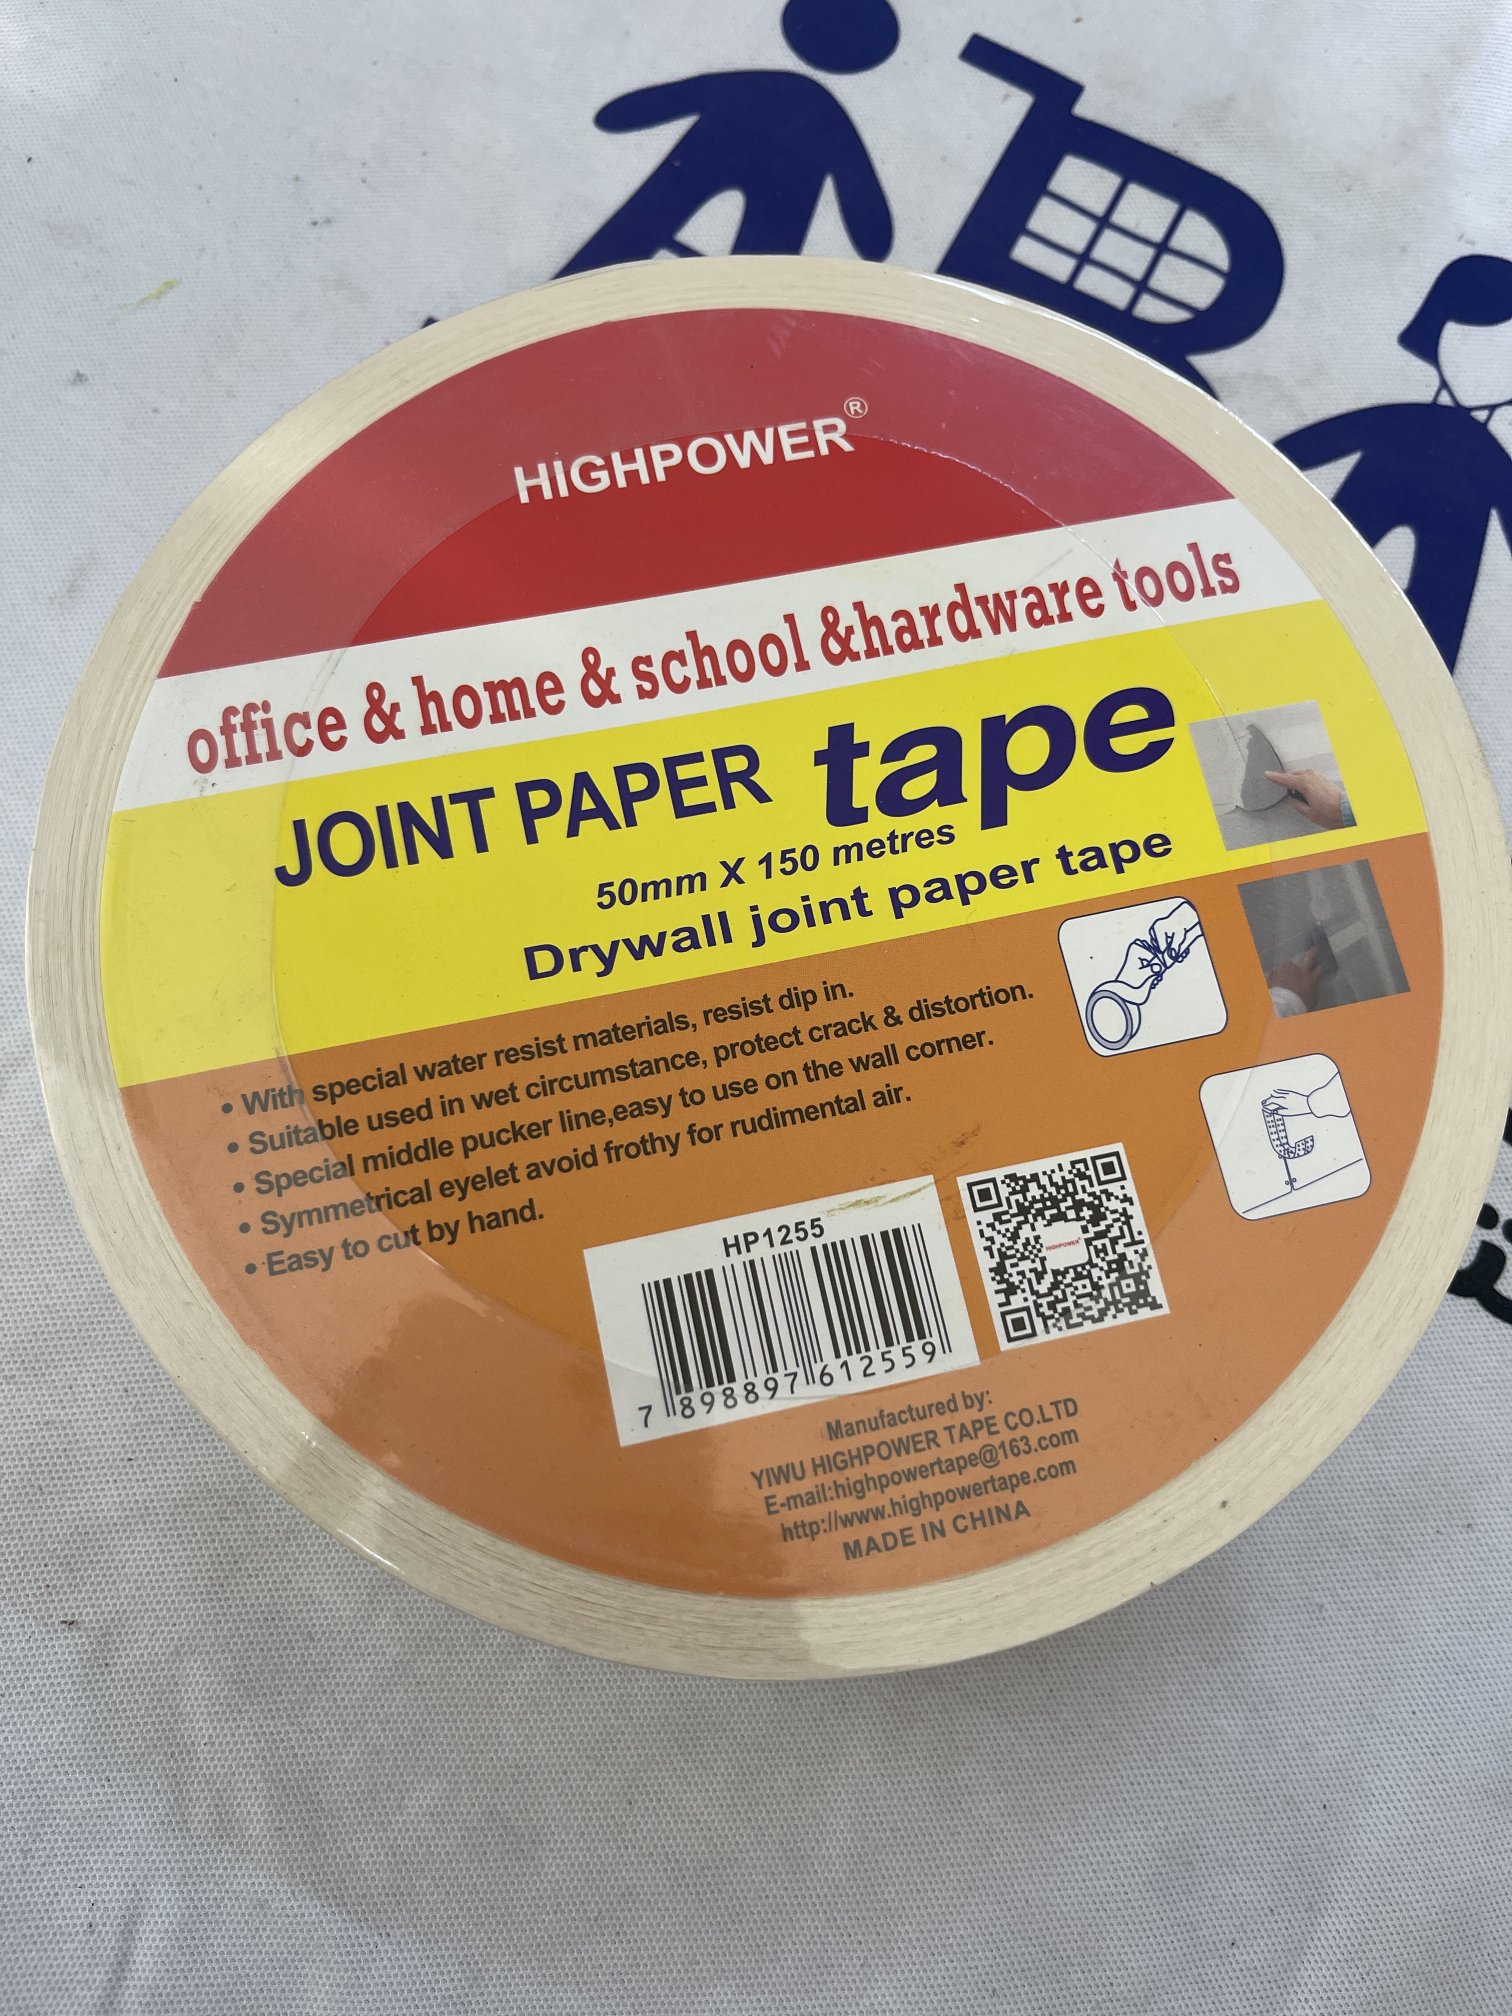 HIGHPOWER®
office & home & school &hardware tools
JOINT PAPER tape
50mm X 150 metres
Drywall joint paper tape
• With special water resist materials, resist dip in.
• Suitable used in wet circumstance, protect crack & distortion.
• Special middle pucker line,easy to use on the wall corner.
• Symmetrical eyelet avoid frothy for rudimental air.
• Easy to cut by hand.
HP1255
7 898897 612559
HIGHPOWER
Manufactured by:
YIWU HIGHPOWER TAPE CO.LTD
E-mail:highpowertape@163.com
http://www.highpowertape.com
MADE IN CHINA